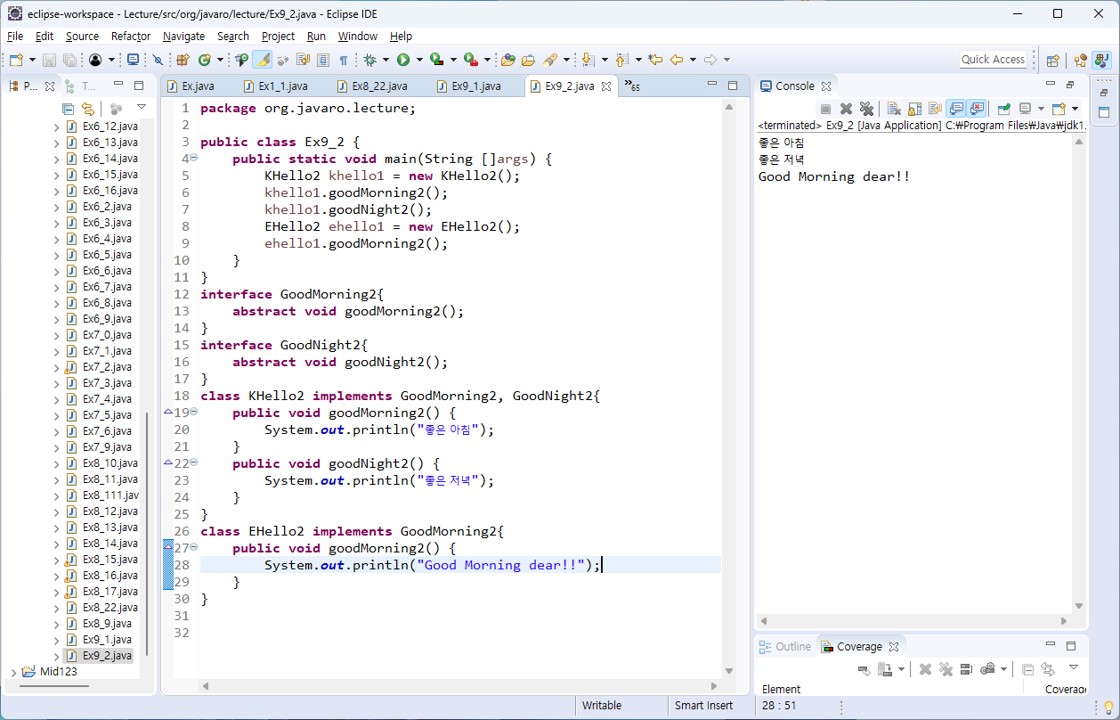 eclipse-workspace - Lecture/src/org/javaro/lecture/Ex9_2.java - Eclipse IDE
File Edit Source Refactor Navigate Search Project Run Window Help
Quick Access
P... T...
Ex6_12.java
Ex6_13.java
Ex6_14.java
Ex6_15.java
Ex6_16.java
Ex6_2.java
Ex6_3.java
Ex6_4.java
Ex6_5.java
Ex6_6.java
Ex6_7.java
Ex6_8.java
Ex6_9.java
Ex7_0.java
Ex7_1.java
Ex7_2.java
Ex7_3.java
Ex7_4.java
Ex7_5.java
Ex7_6.java
Ex7_9.java
Ex8_10.java
Ex8_11.java
Ex8_111.jav
Ex8_12.java
Ex8_13.java
Ex8_14.java
Ex8_15.java
Ex8_16.java
Ex8_17.java
Ex8_22.java
Ex8_9.java
Ex9_1.java
Ex9_2.java
Mid123
Ex.java Ex1_1.java Ex8_22.java Ex9_1.java Ex9_2.java »65
1 package org.javaro.lecture;
2
3 public class Ex9_2 {
4 public static void main(String []args) {
5 KHello2 khello1 = new KHello2();
6 khello1.goodMorning2();
7 khello1.goodNight2();
8 EHello2 ehello1 = new EHello2();
9 ehello1.goodMorning2();
10 }
11 }
12 interface GoodMorning2{
13 abstract void goodMorning2();
14 }
15 interface GoodNight2{
16 abstract void goodNight2();
17 }
18 class KHello2 implements GoodMorning2, GoodNight2{
19 public void goodMorning2() {
20 System.out.println("좋은 아침");
21 }
22 public void goodNight2() {
23 System.out.println("좋은 저녁");
24 }
25 }
26 class EHello2 implements GoodMorning2{
27 public void goodMorning2() {
28 System.out.println("Good Morning dear!!");
29 }
30 }
31
32
Console
<terminated> Ex9_2 [Java Application] C:₩Program Files₩Java₩jdk1.
좋은 아침
좋은 저녁
Good Morning dear!!
Outline Coverage
Element Coverag
Writable Smart Insert 28 : 51